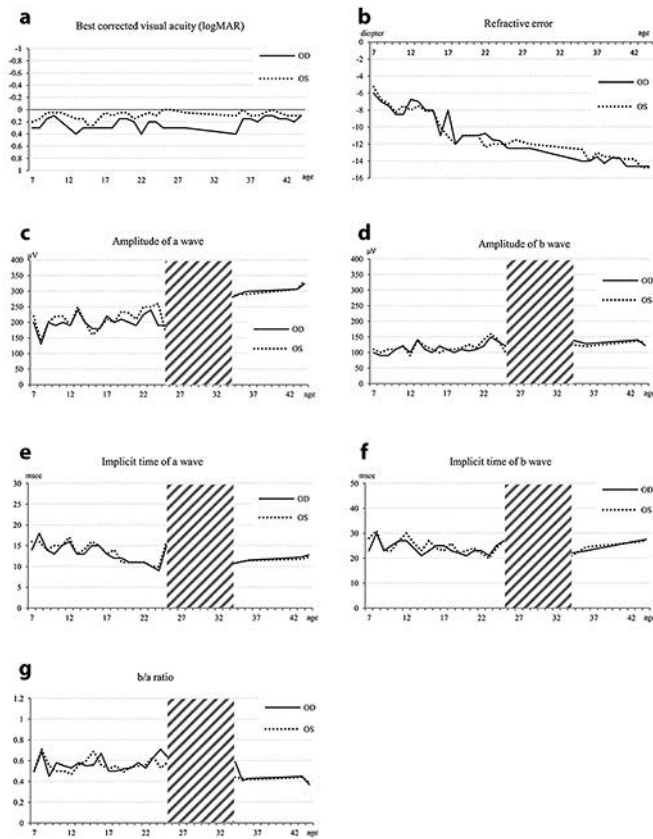 a
Best corrected visual acuity (logMAR)
-1
-0.8
-0.6
-0.4
-0.2
0
0.2
0.4
0.6
0.8
1
7 12 17 22 27 32 37 42 age
OD
OS
b
Refractive error
diopter
age
7 12 17 22 27 32 37 42
0
-2
-4
-6
-8
-10
-12
-14
-16
OD
OS
c
Amplitude of a wave
μV
400
350
300
250
200
150
100
50
0
7 12 17 22 27 32 37 42 age
OD
OS
d
Amplitude of b wave
μV
400
350
300
250
200
150
100
50
0
7 12 17 22 27 32 37 42 age
OD
OS
e
Implicit time of a wave
msec
30
25
20
15
10
5
0
7 12 17 22 27 32 37 42 age
OD
OS
f
Implicit time of b wave
msec
50
40
30
20
10
0
7 12 17 22 27 32 37 42 age
OD
OS
g
b/a ratio
1.2
1
0.8
0.6
0.4
0.2
0
7 12 17 22 27 32 37 42 age
OD
OS